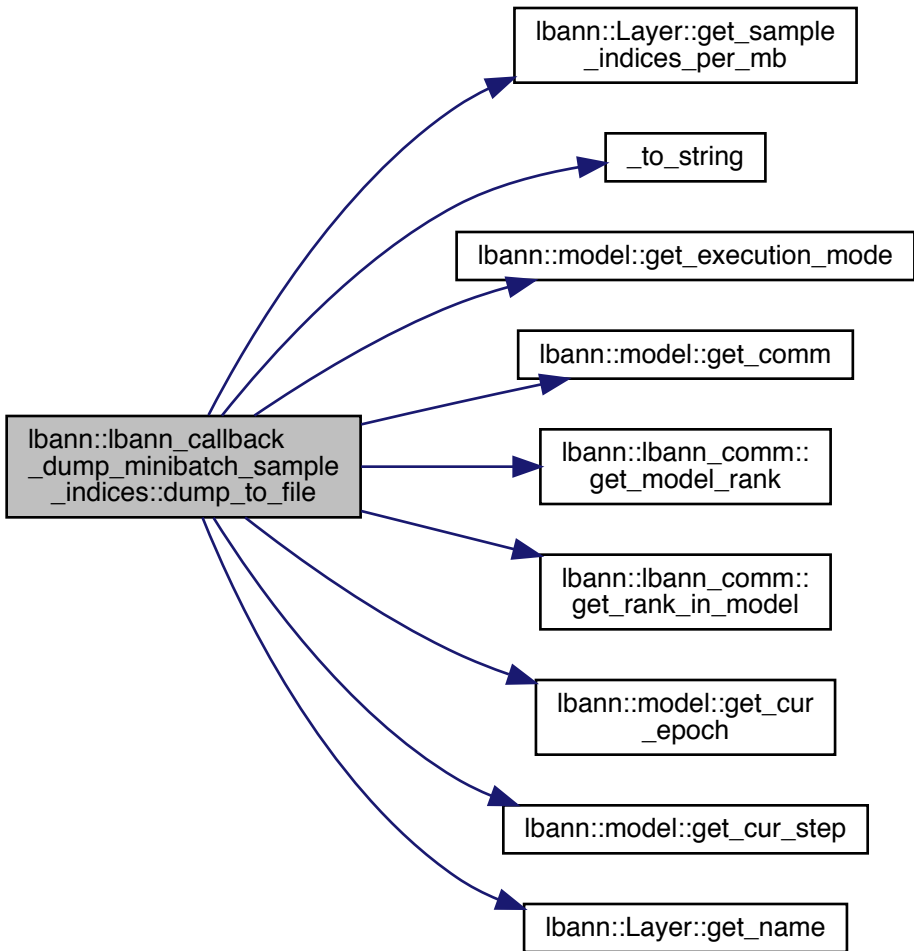 lbann::Layer::get_sample
_indices_per_mb
_to_string
lbann::model::get_execution_mode
lbann::model::get_comm
lbann::lbann_callback
_dump_minibatch_sample
_indices::dump_to_file
lbann::lbann_comm::
get_model_rank
lbann::lbann_comm::
get_rank_in_model
lbann::model::get_cur
_epoch
lbann::model::get_cur_step
lbann::Layer::get_name